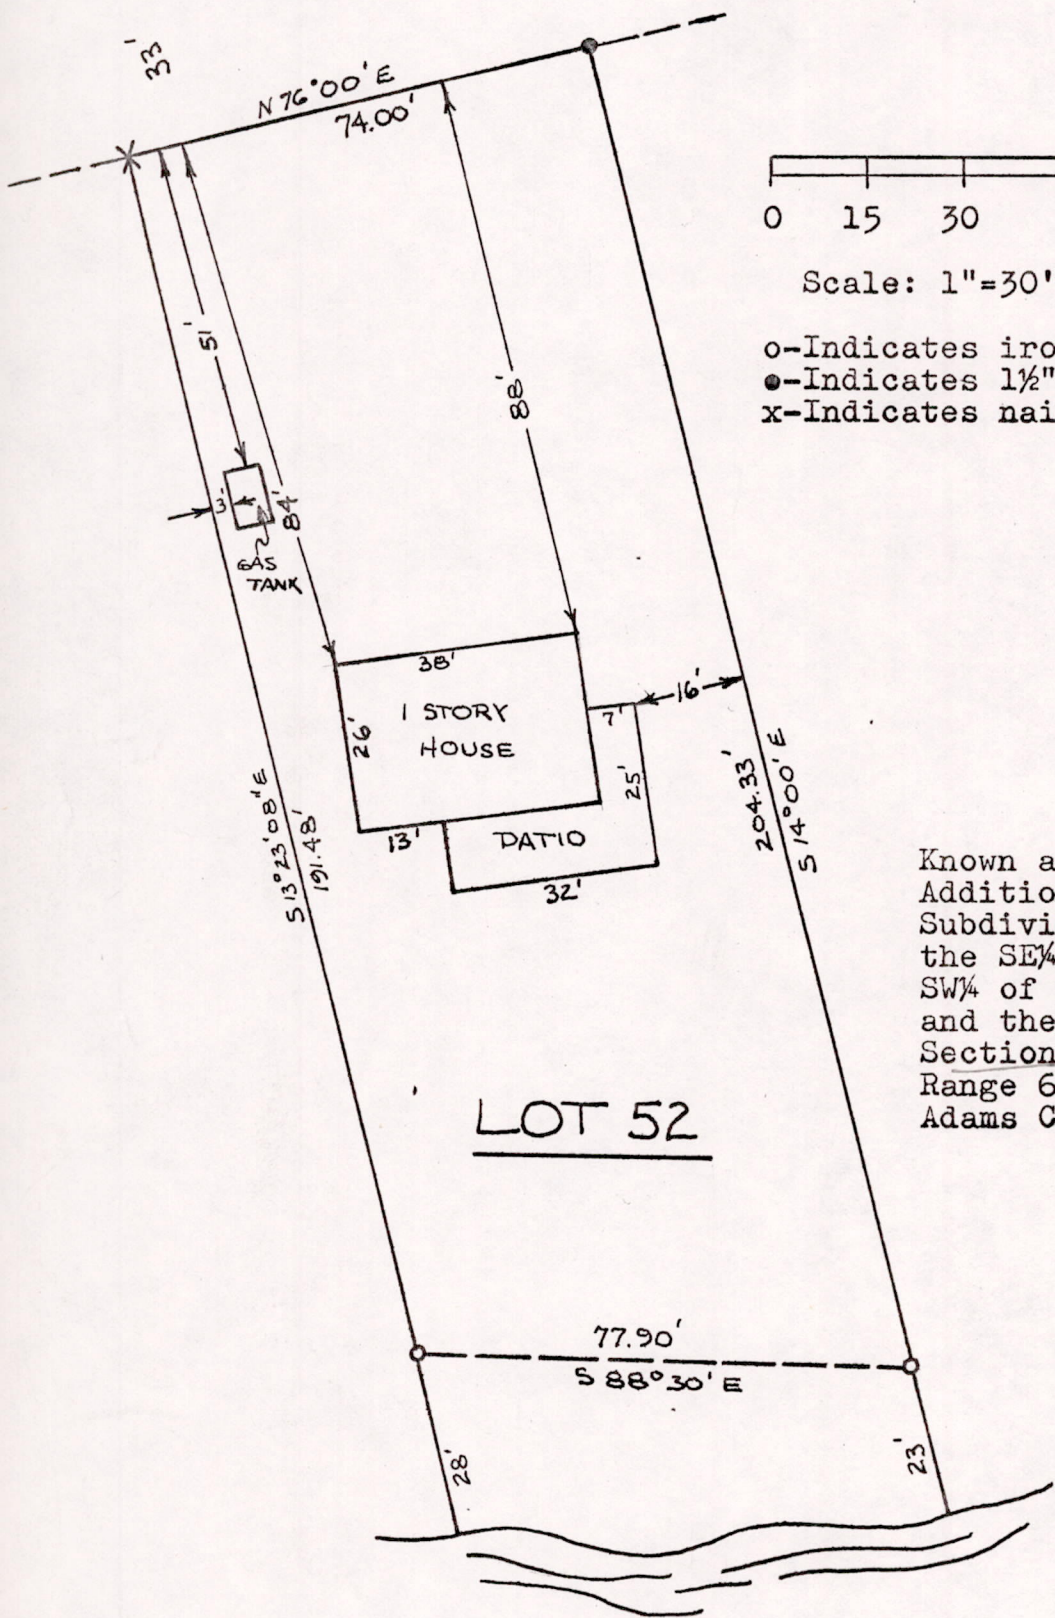 33'
N 76°00' E
74.00'
0 15 30
Scale: 1"=30'
o-Indicates iro
●-Indicates 1½"
x-Indicates nai
51'
88'
3'
84'
GAS
TANK
38'
1 STORY
HOUSE
26'
7'
16'
25'
13'
PATIO
32'
S 13°23'08" E
191.48'
204.33'
S 14°00' E
Known a
Additio
Subdivi
the SE¼
SW¼ of
and the
Section
Range 6
Adams C
LOT 52
77.90'
S 88°30' E
28'
23'